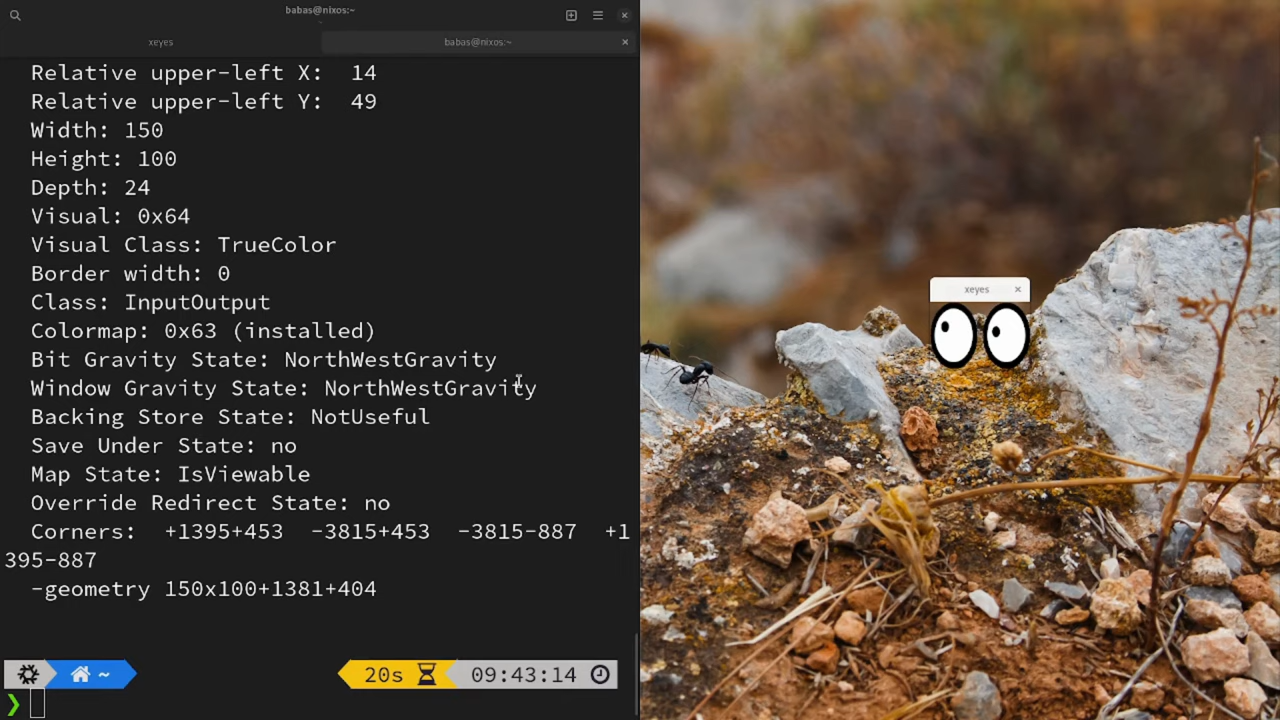 babas@nixos:~
xeyes
babas@nixos:~
Relative upper-left X:  14
Relative upper-left Y:  49
Width: 150
Height: 100
Depth: 24
Visual: 0x64
Visual Class: TrueColor
Border width: 0
Class: InputOutput
Colormap: 0x63 (installed)
Bit Gravity State: NorthWestGravity
Window Gravity State: NorthWestGravity
Backing Store State: NotUseful
Save Under State: no
Map State: IsViewable
Override Redirect State: no
Corners:  +1395+453  -3815+453  -3815-887  +1
395-887
-geometry 150x100+1381+404
~ 20s 09:43:14
❯
xeyes